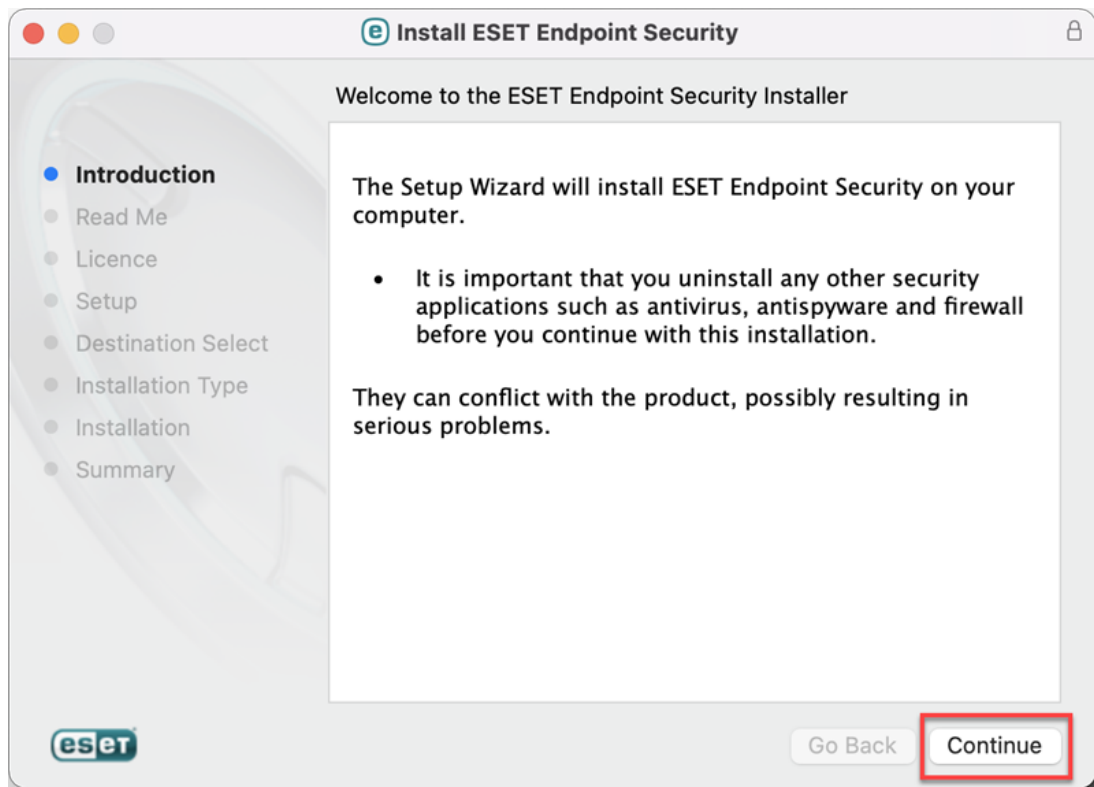 e Install ESET Endpoint Security
Welcome to the ESET Endpoint Security Installer
Introduction
Read Me
Licence
Setup
Destination Select
Installation Type
Installation
Summary
The Setup Wizard will install ESET Endpoint Security on your
computer.
• It is important that you uninstall any other security
applications such as antivirus, antispyware and firewall
before you continue with this installation.
They can conflict with the product, possibly resulting in
serious problems.
eset
Go Back
Continue